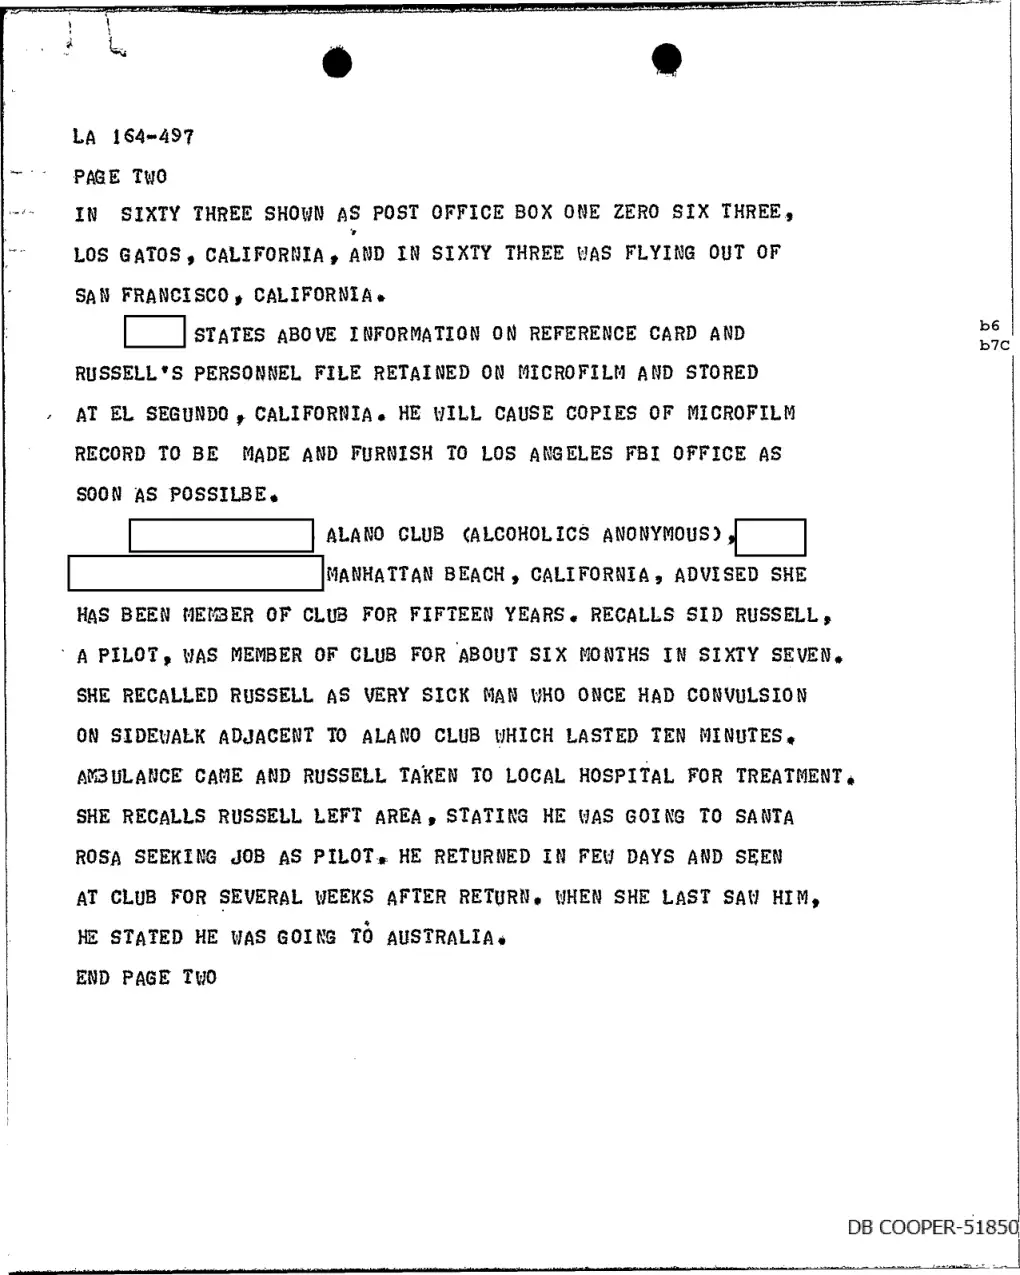 LA 164-497
PAGE TWO
IN SIXTY THREE SHOWN AS POST OFFICE BOX ONE ZERO SIX THREE,
LOS GATOS, CALIFORNIA, AND IN SIXTY THREE WAS FLYING OUT OF
SAN FRANCISCO, CALIFORNIA.
STATES ABOVE INFORMATION ON REFERENCE CARD AND
b6
b7C
RUSSELL'S PERSONNEL FILE RETAINED ON MICROFILM AND STORED
AT EL SEGUNDO, CALIFORNIA. HE WILL CAUSE COPIES OF MICROFILM
RECORD TO BE MADE AND FURNISH TO LOS ANGELES FBI OFFICE AS
SOON AS POSSILBE.
ALANO CLUB (ALCOHOLICS ANONYMOUS),
MANHATTAN BEACH, CALIFORNIA, ADVISED SHE
HAS BEEN MEMBER OF CLUB FOR FIFTEEN YEARS. RECALLS SID RUSSELL,
A PILOT, WAS MEMBER OF CLUB FOR ABOUT SIX MONTHS IN SIXTY SEVEN.
SHE RECALLED RUSSELL AS VERY SICK MAN WHO ONCE HAD CONVULSION
ON SIDEWALK ADJACENT TO ALANO CLUB WHICH LASTED TEN MINUTES.
AMBULANCE CAME AND RUSSELL TAKEN TO LOCAL HOSPITAL FOR TREATMENT.
SHE RECALLS RUSSELL LEFT AREA, STATING HE WAS GOING TO SANTA
ROSA SEEKING JOB AS PILOT. HE RETURNED IN FEW DAYS AND SEEN
AT CLUB FOR SEVERAL WEEKS AFTER RETURN. WHEN SHE LAST SAW HIM,
HE STATED HE WAS GOING TO AUSTRALIA.
END PAGE TWO
DB COOPER-51850